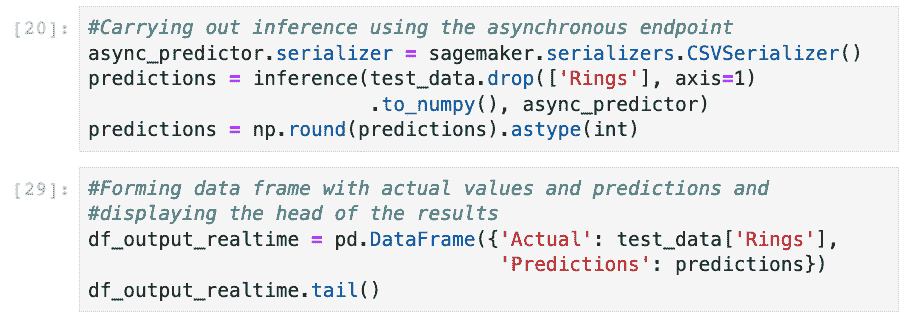 [20]: #Carrying out inference using the asynchronous endpoint
async_predictor.serializer = sagemaker.serializers.CSVSerializer()
predictions = inference(test_data.drop(['Rings'], axis=1)
.to_numpy(), async_predictor)
predictions = np.round(predictions).astype(int)
[29]: #Forming data frame with actual values and predictions and
#displaying the head of the results
df_output_realtime = pd.DataFrame({'Actual': test_data['Rings'],
'Predictions': predictions})
df_output_realtime.tail()